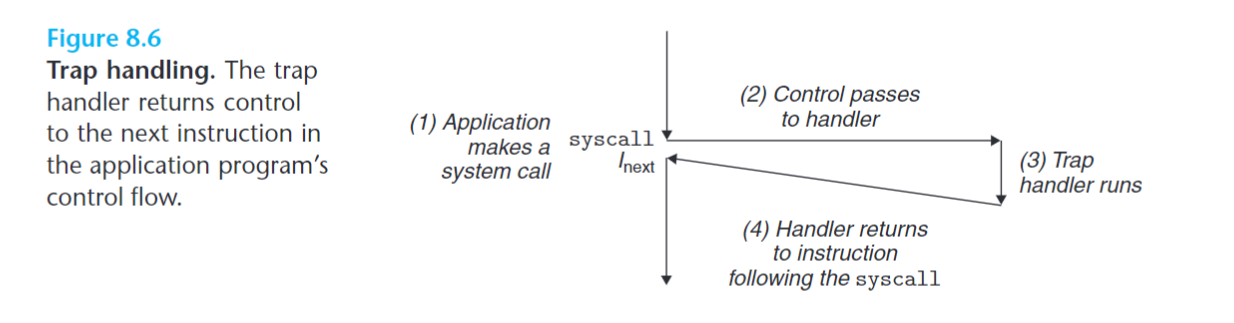 Figure 8.6
Trap handling. The trap
handler returns control
to the next instruction in
the application program's
control flow.
(1) Application
makes a
system call
syscall
Inext
(2) Control passes
to handler
(3) Trap
handler runs
(4) Handler returns
to instruction
following the syscall